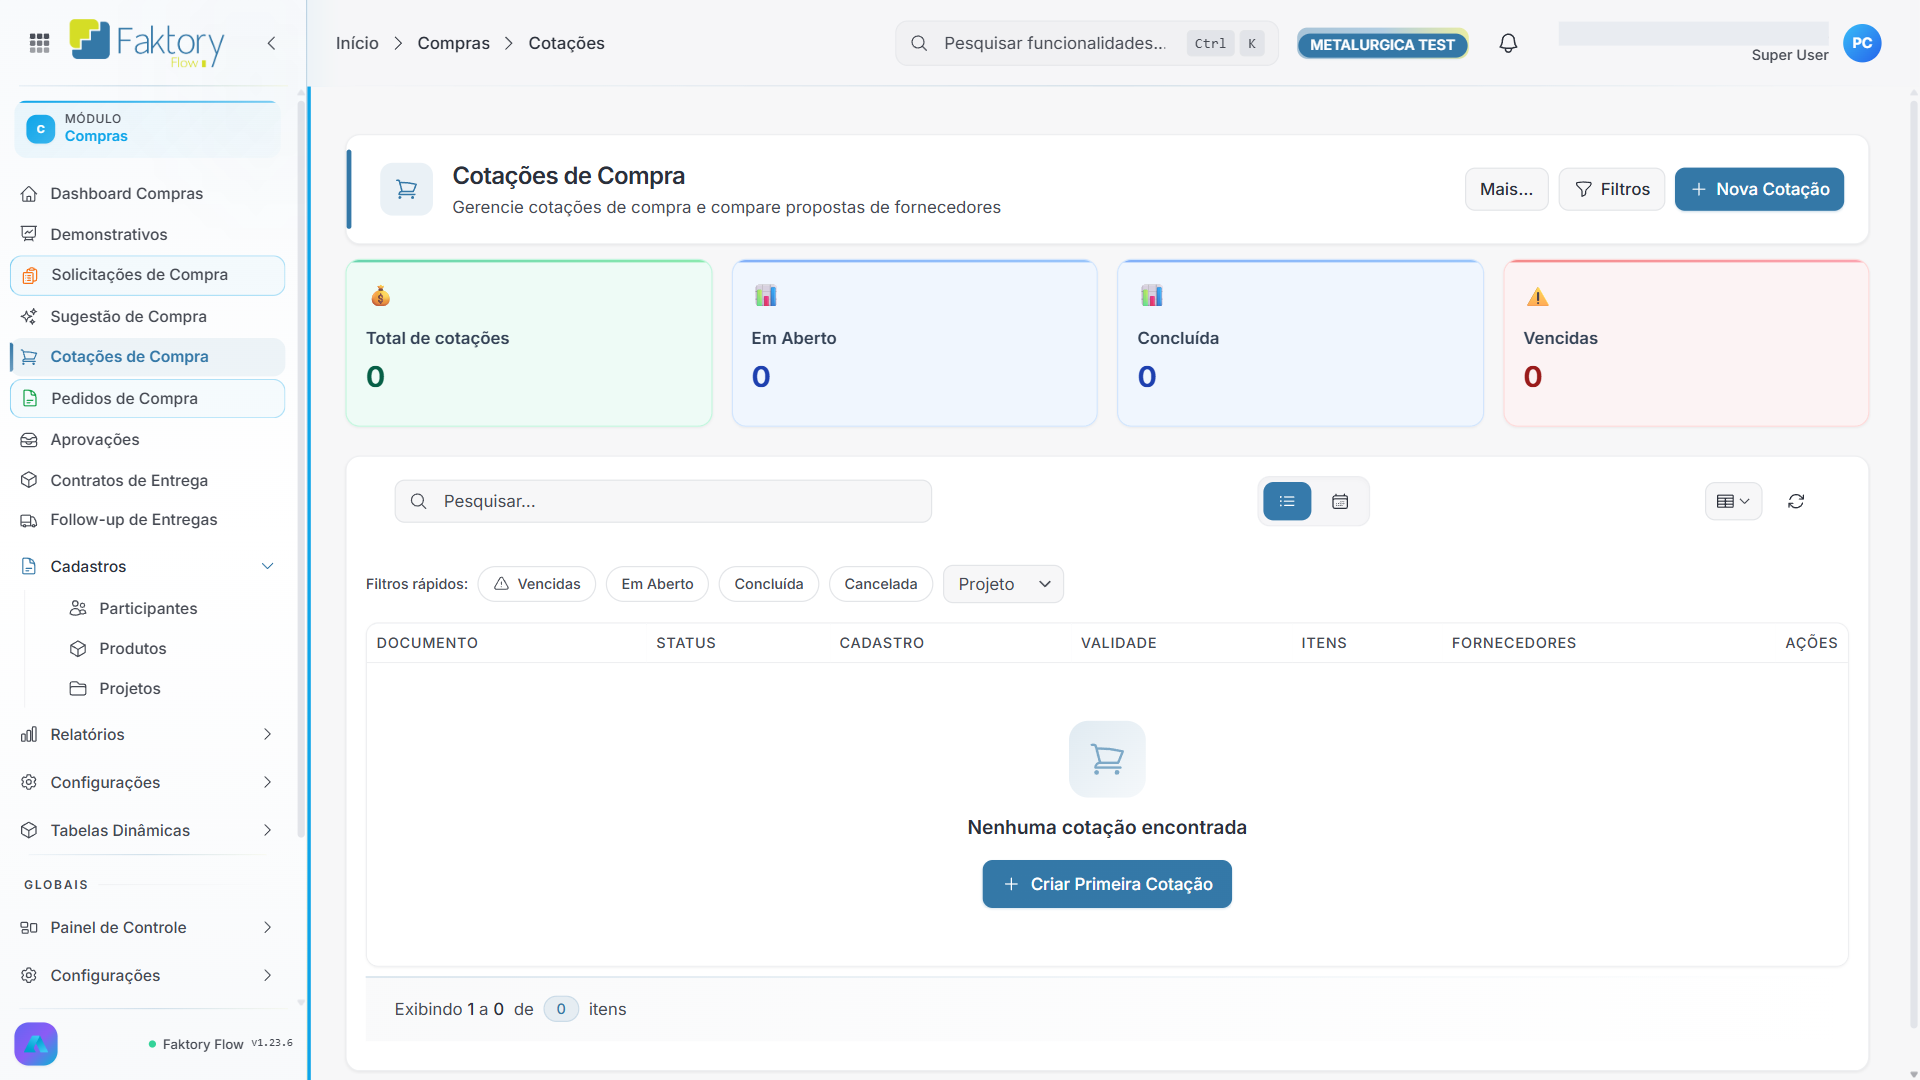 Faktory
Flow
Início > Compras > Cotações
Pesquisar funcionalidades... Ctrl K
METALURGICA TEST
Super User
PC
C
MÓDULO
Compras
Dashboard Compras
Demonstrativos
Solicitações de Compra
Sugestão de Compra
Cotações de Compra
Pedidos de Compra
Aprovações
Contratos de Entrega
Follow-up de Entregas
Cadastros
Participantes
Produtos
Projetos
Relatórios
Configurações
Tabelas Dinâmicas
GLOBAIS
Painel de Controle
Configurações
Faktory Flow v1.23.6
Cotações de Compra
Gerencie cotações de compra e compare propostas de fornecedores
Mais... Filtros + Nova Cotação
Total de cotações
0
Em Aberto
0
Concluída
0
Vencidas
0
Pesquisar...
Filtros rápidos: Vencidas Em Aberto Concluída Cancelada Projeto
DOCUMENTO STATUS CADASTRO VALIDADE ITENS FORNECEDORES AÇÕES
Nenhuma cotação encontrada
+ Criar Primeira Cotação
Exibindo 1 a 0 de 0 itens